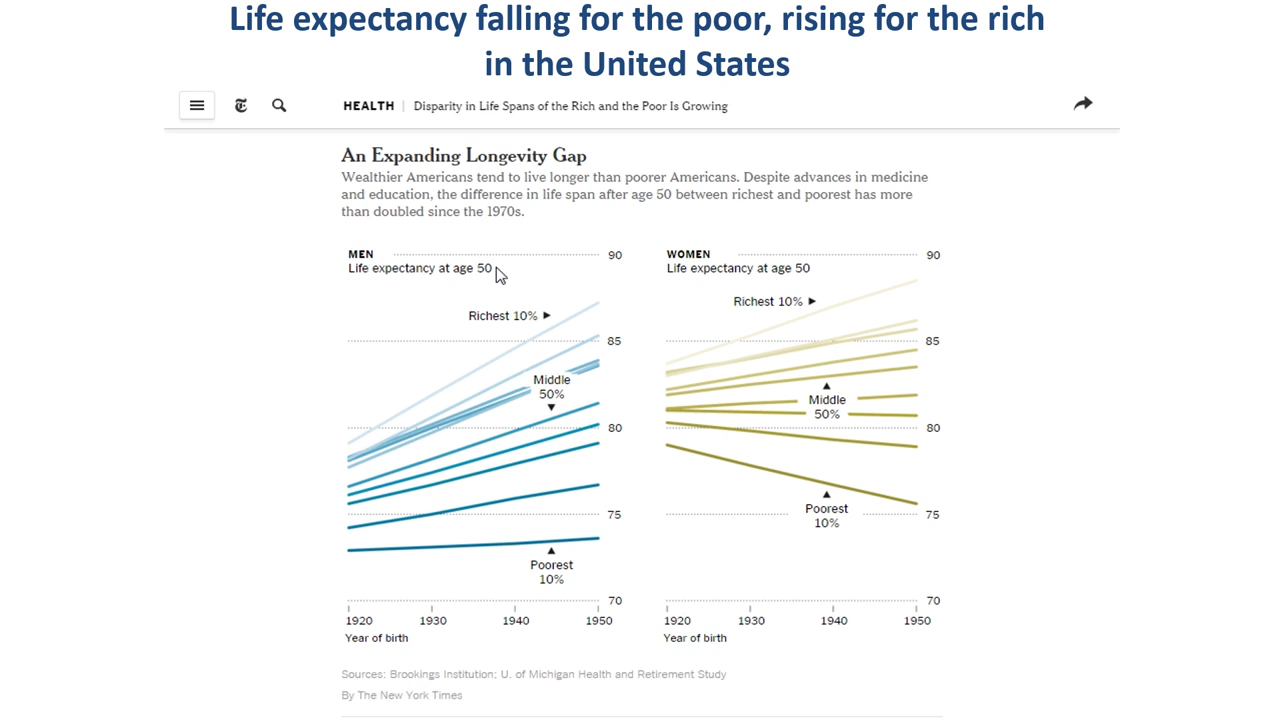 Life expectancy falling for the poor, rising for the rich
in the United States
HEALTH | Disparity in Life Spans of the Rich and the Poor Is Growing
An Expanding Longevity Gap
Wealthier Americans tend to live longer than poorer Americans. Despite advances in medicine
and education, the difference in life span after age 50 between richest and poorest has more
than doubled since the 1970s.
MEN
Life expectancy at age 50
90
Richest 10%
85
Middle
50%
80
75
Poorest
10%
70
1920 1930 1940 1950
Year of birth
WOMEN
Life expectancy at age 50
90
Richest 10%
85
Middle
50%
80
Poorest
10%
75
70
1920 1930 1940 1950
Year of birth
Sources: Brookings Institution; U. of Michigan Health and Retirement Study
By The New York Times